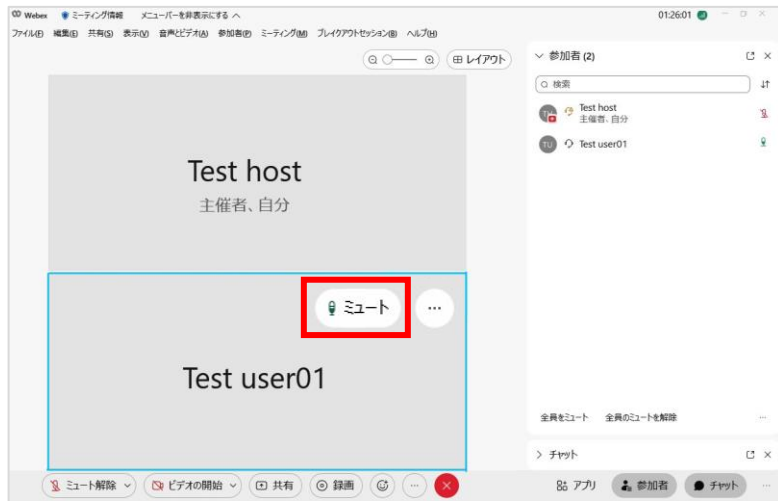 Webex ミーティング情報 メニューバーを非表示にする 01:26:01
ファイル(F) 編集(E) 共有(S) 表示(V) 音声とビデオ(A) 参加者(P) ミーティング(M) ブレイクアウトセッション(B) ヘルプ(H)
レイアウト
Test host
主催者、自分
ミュート
Test user01
参加者 (2)
検索
Test host
主催者、自分
TU Test user01
全員をミュート 全員のミュートを解除
チャット
ミュート解除 ビデオの開始 共有 録画 アプリ 参加者 チャット